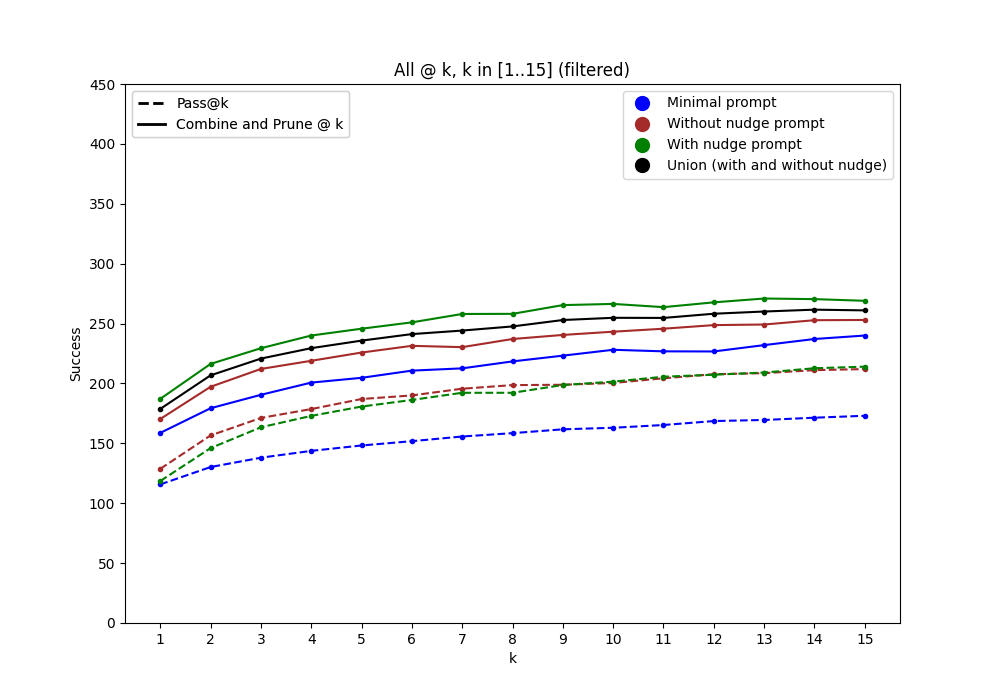 All @ k, k in [1..15] (filtered)
Pass@k
Combine and Prune @ k
Minimal prompt
Without nudge prompt
With nudge prompt
Union (with and without nudge)
Success
450
400
350
300
250
200
150
100
50
0
1 2 3 4 5 6 7 8 9 10 11 12 13 14 15
k